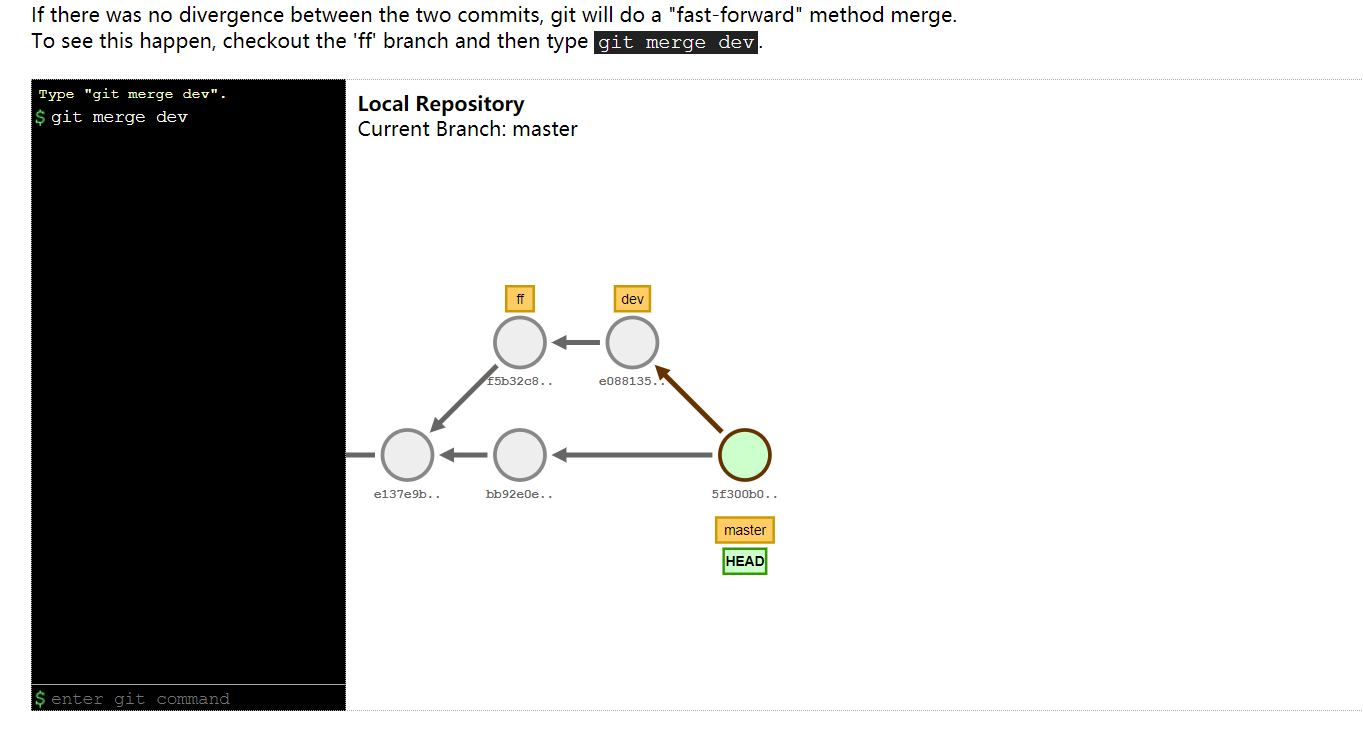 If there was no divergence between the two commits, git will do a "fast-forward" method merge.
To see this happen, checkout the 'ff' branch and then type git merge dev.
Type "git merge dev".
$ git merge dev
$ enter git command
Local Repository
Current Branch: master
ff
dev
f5b32c8..
e088135..
e137e9b..
bb92e0e..
5f300b0..
master
HEAD